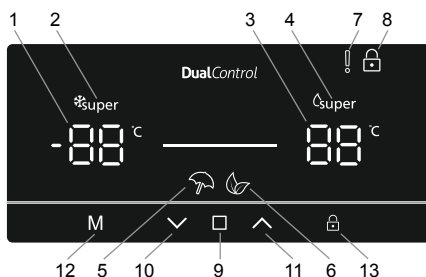 1 2 3 4 7 8
DualControl
super super
-88 °C 88 °C
M
12 5 10 9 11 6 13